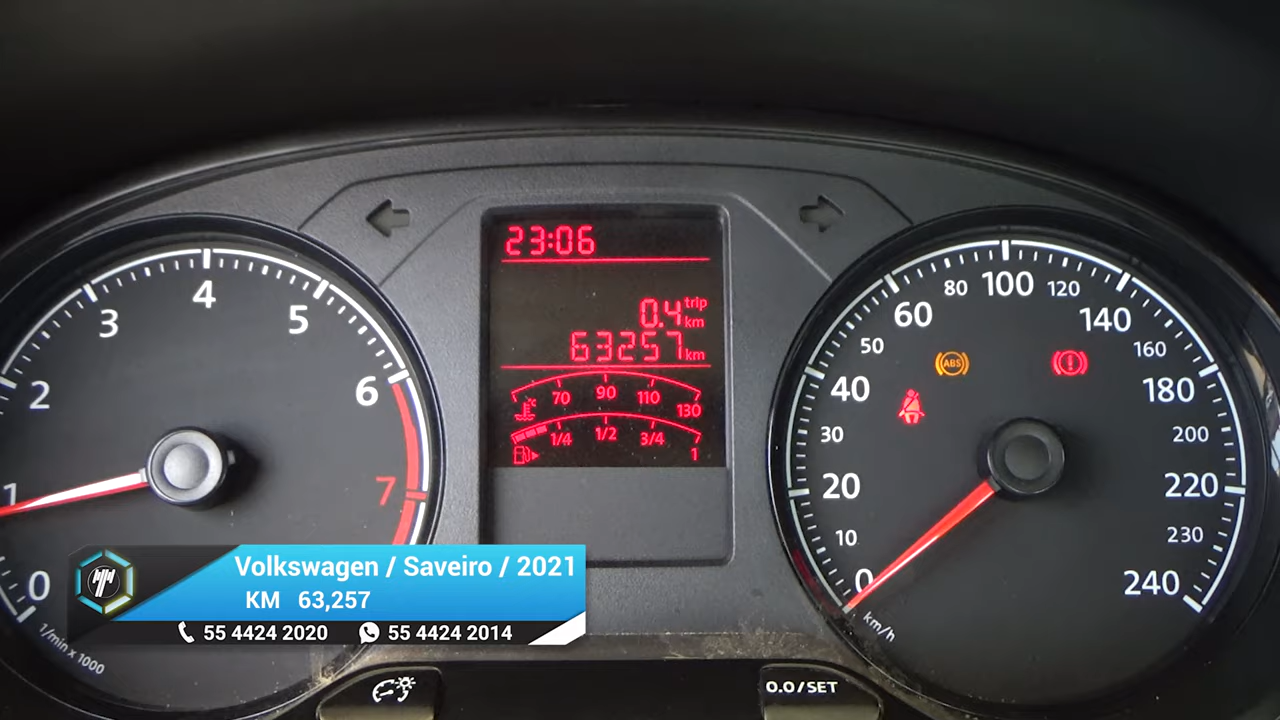 23:06
0.4 trip km
63257 km
70 90 110 130
1/4 1/2 3/4 1
0 1 2 3 4 5 6 7
1/min x 1000
0 10 20 30 40 50 60 80 100 120 140 160 180 200 220 230 240
km/h
ABS
Volkswagen / Saveiro / 2021
KM 63,257
55 4424 2020 55 4424 2014
0.0/SET